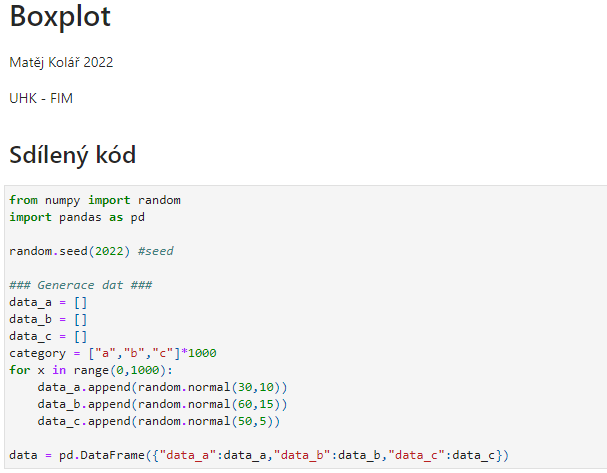 Boxplot
Matěj Kolář 2022
UHK - FIM
Sdílený kód
from numpy import random
import pandas as pd

random.seed(2022) #seed

### Generace dat ###
data_a = []
data_b = []
data_c = []
category = ["a","b","c"]*1000
for x in range(0,1000):
    data_a.append(random.normal(30,10))
    data_b.append(random.normal(60,15))
    data_c.append(random.normal(50,5))

data = pd.DataFrame({"data_a":data_a,"data_b":data_b,"data_c":data_c})